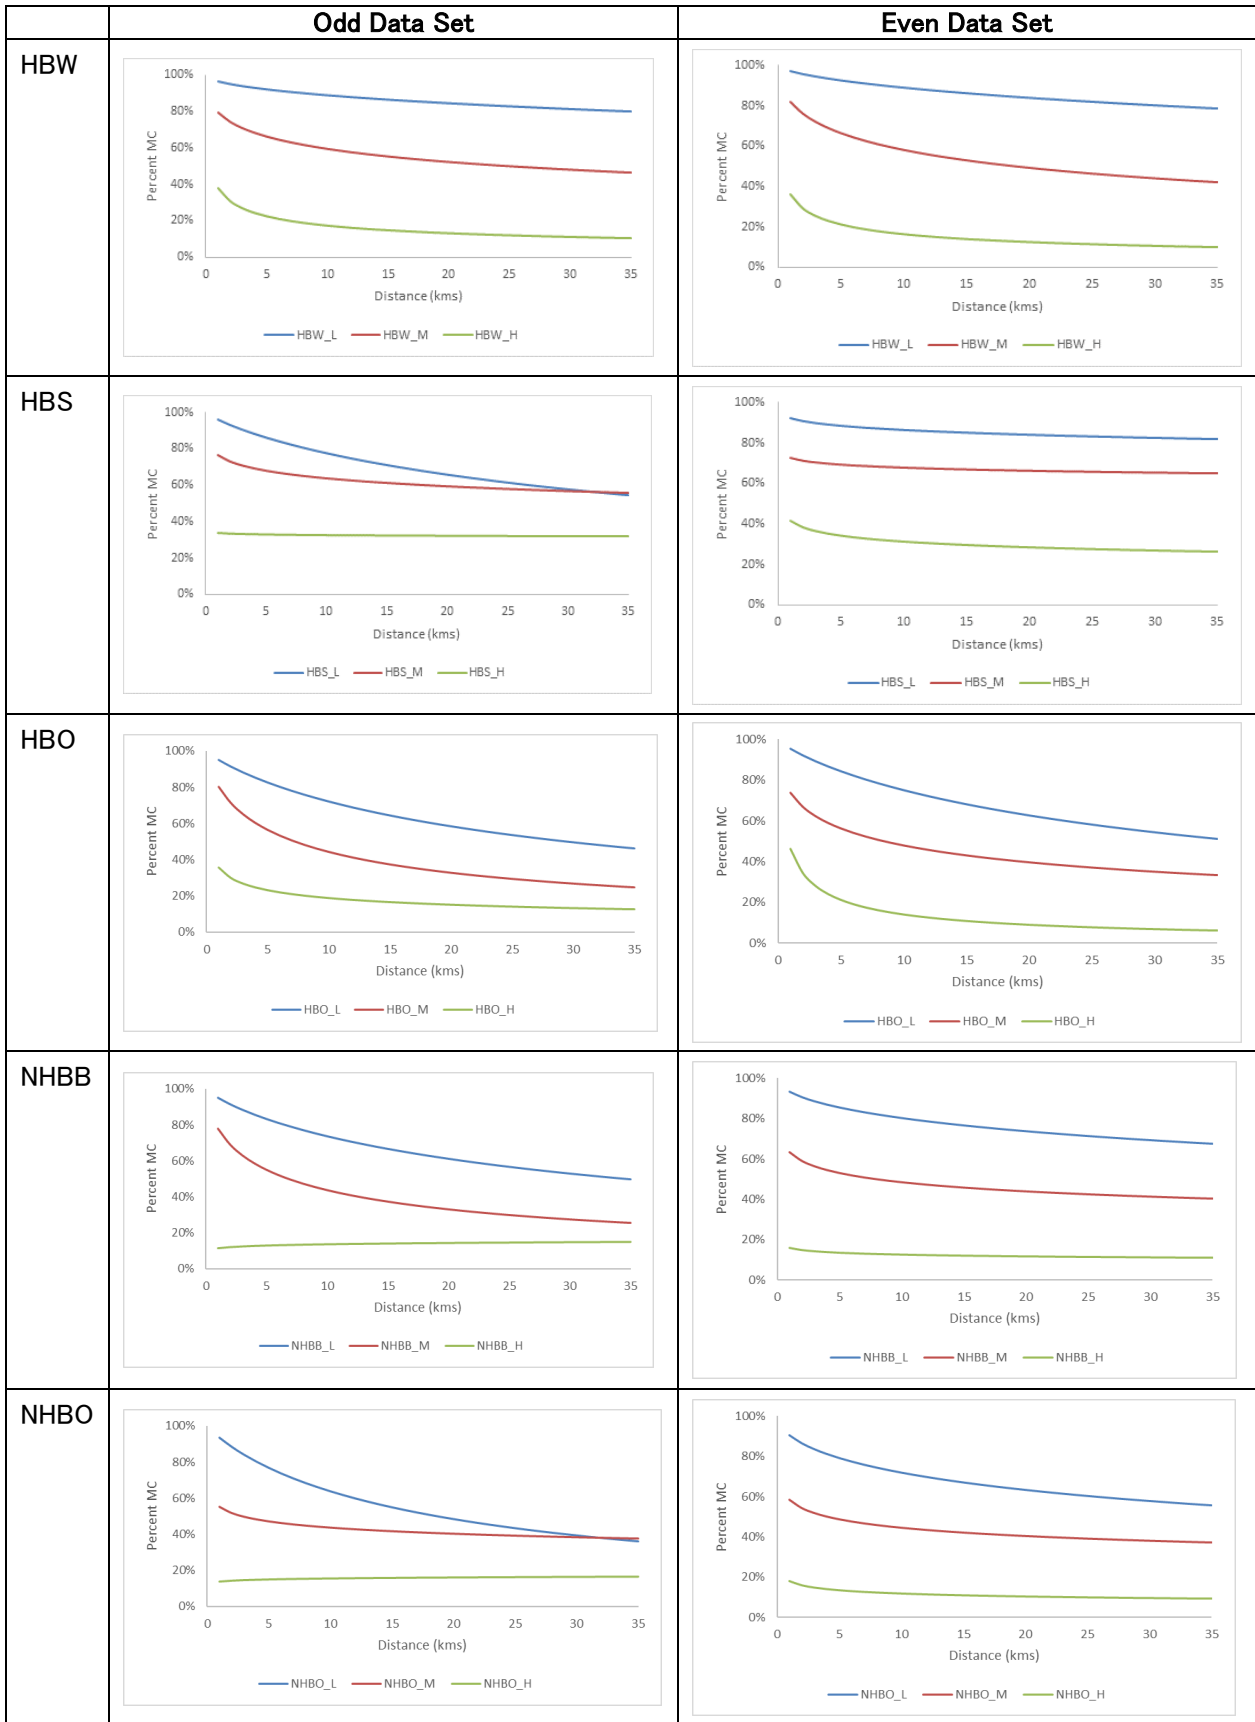 Odd Data Set
Even Data Set
HBW
100%
80%
60%
40%
20%
0%
Percent MC
0 5 10 15 20 25 30 35
Distance (kms)
HBW_L HBW_M HBW_H
100%
80%
60%
40%
20%
0%
Percent MC
0 5 10 15 20 25 30 35
Distance (kms)
HBW_L HBW_M HBW_H
HBS
100%
80%
60%
40%
20%
0%
Percent MC
0 5 10 15 20 25 30 35
Distance (kms)
HBS_L HBS_M HBS_H
100%
80%
60%
40%
20%
0%
Percent MC
0 5 10 15 20 25 30 35
Distance (kms)
HBS_L HBS_M HBS_H
HBO
100%
80%
60%
40%
20%
0%
Percent MC
0 5 10 15 20 25 30 35
Distance (kms)
HBO_L HBO_M HBO_H
100%
80%
60%
40%
20%
0%
Percent MC
0 5 10 15 20 25 30 35
Distance (kms)
HBO_L HBO_M HBO_H
NHBB
100%
80%
60%
40%
20%
0%
Percent MC
0 5 10 15 20 25 30 35
Distance (kms)
NHBB_L NHBB_M NHBB_H
100%
80%
60%
40%
20%
0%
Percent MC
0 5 10 15 20 25 30 35
Distance (kms)
NHBB_L NHBB_M NHBB_H
NHBO
100%
80%
60%
40%
20%
0%
Percent MC
0 5 10 15 20 25 30 35
Distance (kms)
NHBO_L NHBO_M NHBO_H
100%
80%
60%
40%
20%
0%
Percent MC
0 5 10 15 20 25 30 35
Distance (kms)
NHBO_L NHBO_M NHBO_H